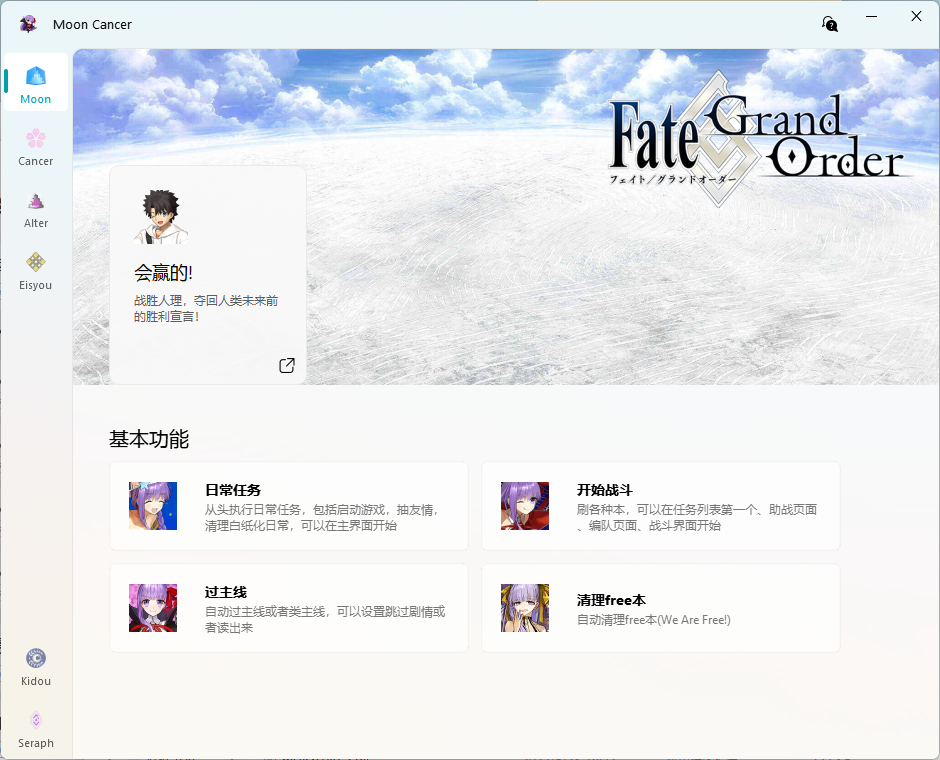 Moon Cancer
Moon
Cancer
Alter
Eisyou
Kidou
Seraph
Fate
Grand
Order
フェイト/グランドオーダー
会赢的!
战胜人理，夺回人类未来前
的胜利宣言！
基本功能
日常任务
从头执行日常任务，包括启动游戏，抽友情，
清理白纸化日常，可以在主界面开始
开始战斗
刷各种本，可以在任务列表第一个、助战页面
、编队页面、战斗界面开始
过主线
自动过主线或者类主线，可以设置跳过剧情或
者读出来
清理free本
自动清理free本(We Are Free!)